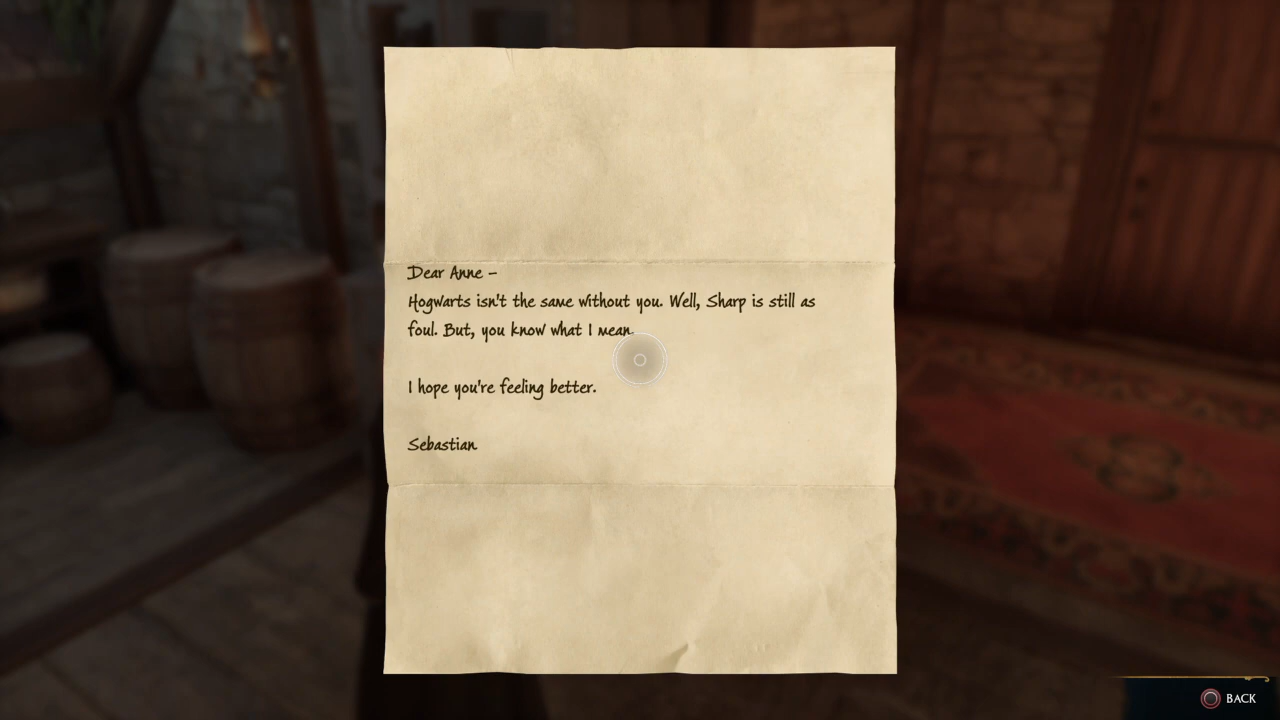 Dear Anne –
Hogwarts isn't the same without you. Well, Sharp is still as
foul. But, you know what I mean.
I hope you're feeling better.
Sebastian
BACK